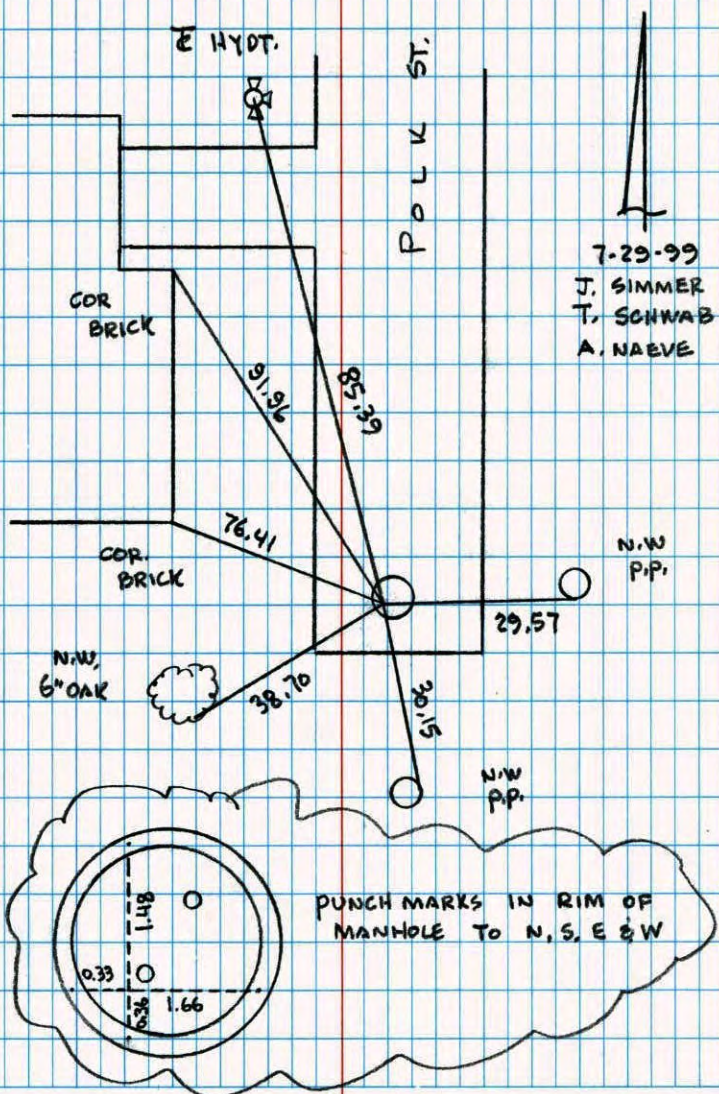 ℄ HYDT.
POLK ST.
7-29-99
J. SIMMER
T. SCHWAB
A. NAEVE
COR
BRICK
91.96
85.39
76.41
COR.
BRICK
N.W
P.P.
29.57
N.W.
6" OAK
38.70
30.15
N.W
P.P.
1.48
0.33
0.36
1.66
PUNCH MARKS IN RIM OF
MANHOLE TO N, S, E & W